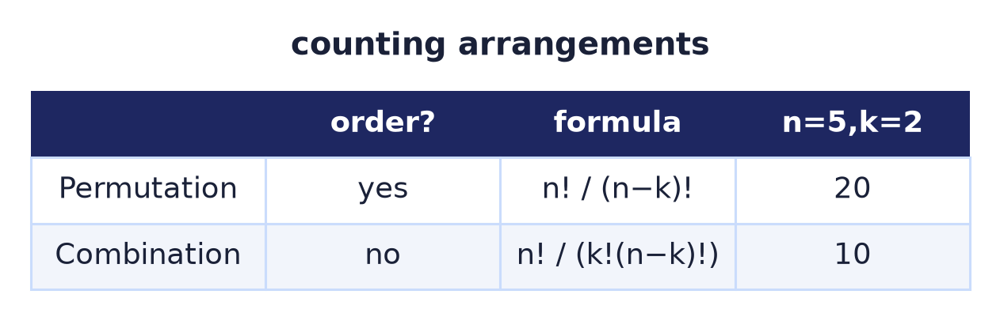 counting arrangements
order? formula n=5,k=2
Permutation yes n! / (n−k)! 20
Combination no n! / (k!(n−k)!) 10